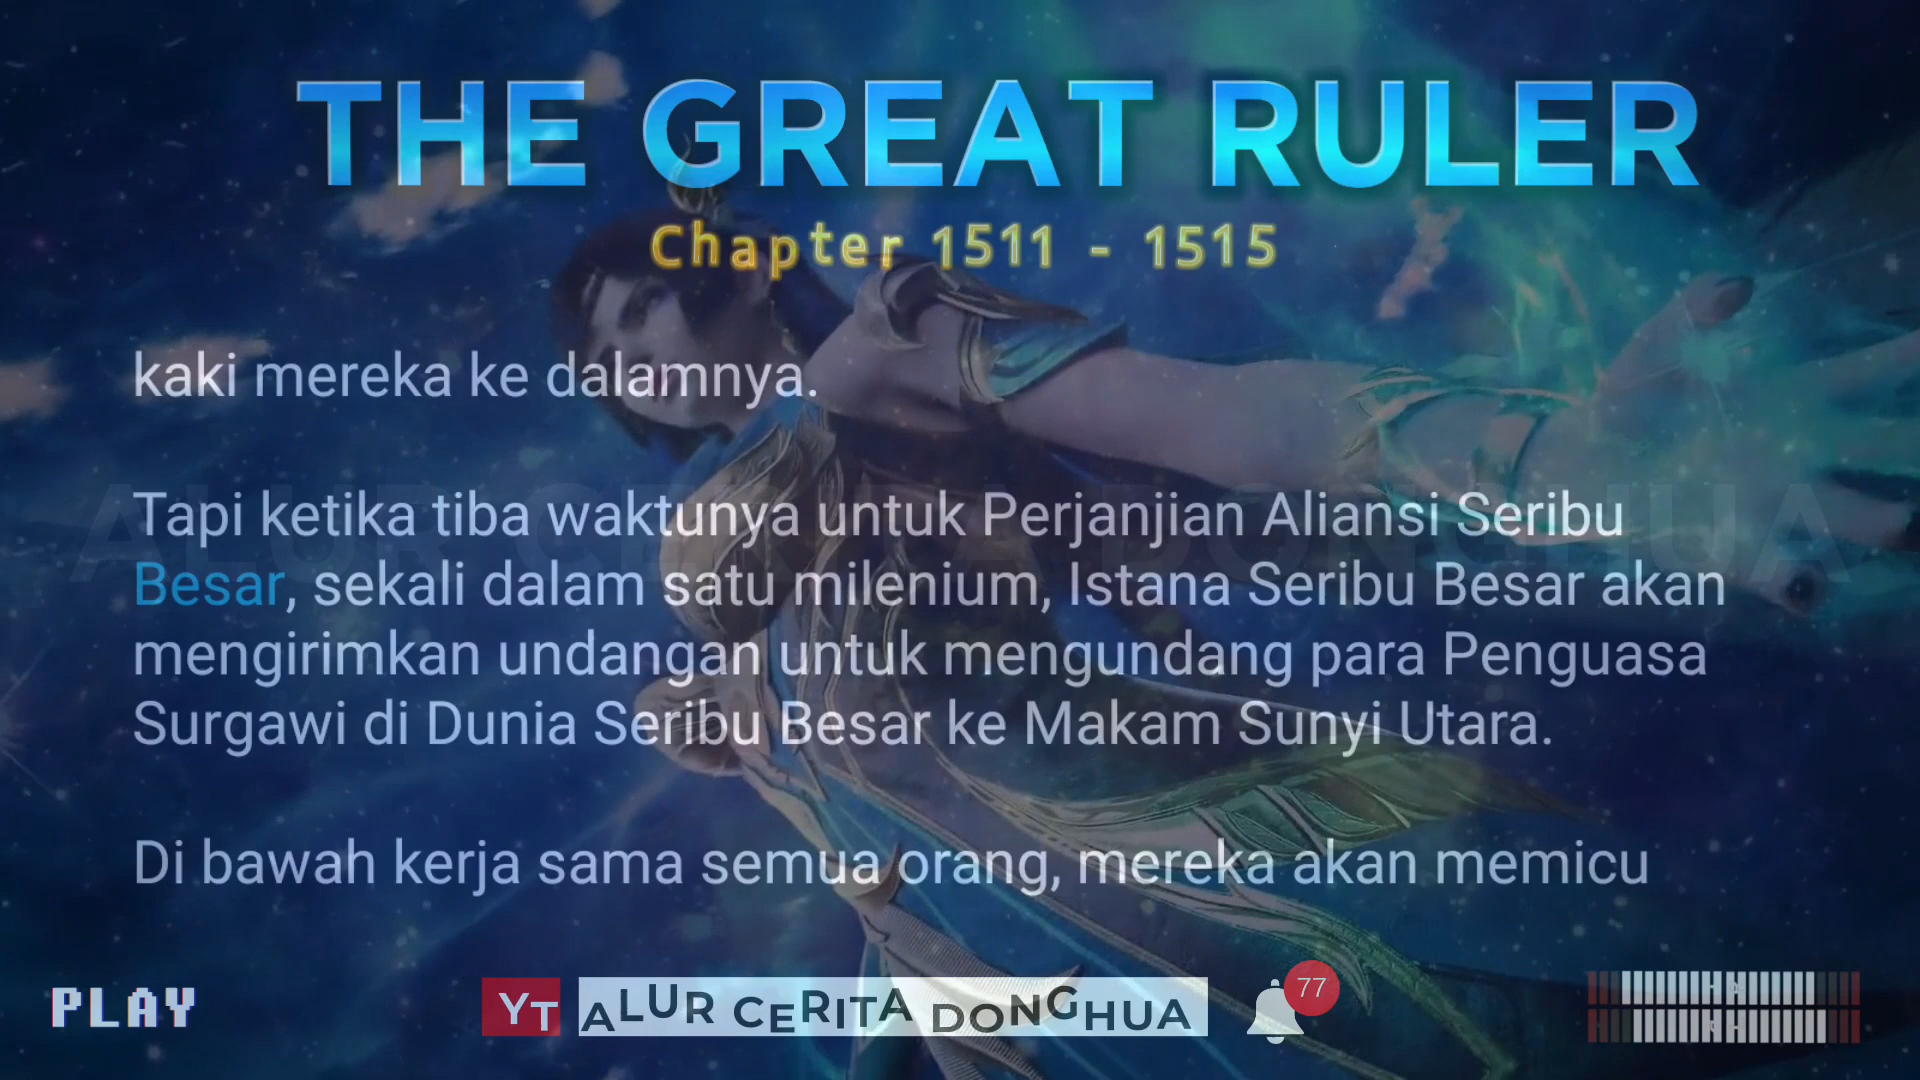 THE GREAT RULER
Chapter 1511 - 1515
kaki mereka ke dalamnya.
Tapi ketika tiba waktunya untuk Perjanjian Aliansi Seribu
Besar, sekali dalam satu milenium, Istana Seribu Besar akan
mengirimkan undangan untuk mengundang para Penguasa
Surgawi di Dunia Seribu Besar ke Makam Sunyi Utara.
Di bawah kerja sama semua orang, mereka akan memicu
ALUR CERITA DONGHUA
PLAY
YT ALUR CERITA DONGHUA
77